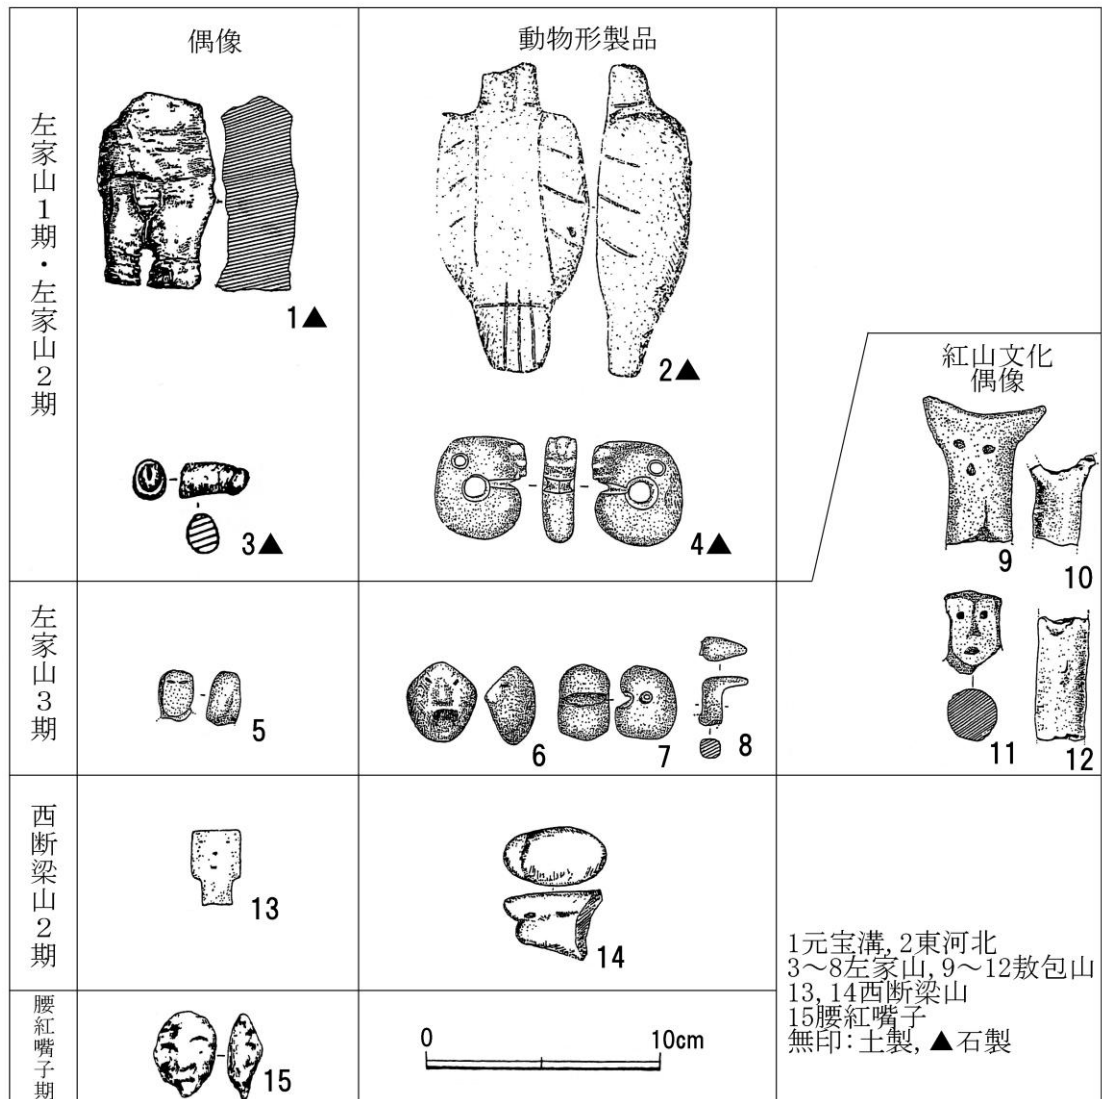 偶像
動物形製品
左家山1期・左家山2期
1▲
2▲
3▲
4▲
紅山文化
偶像
9
10
11
12
左家山3期
5
6
7
8
西断梁山2期
13
14
腰紅嘴子期
15
0
10cm
1元宝溝, 2東河北
3～8左家山, 9～12敖包山
13, 14西断梁山
15腰紅嘴子
無印：土製, ▲石製